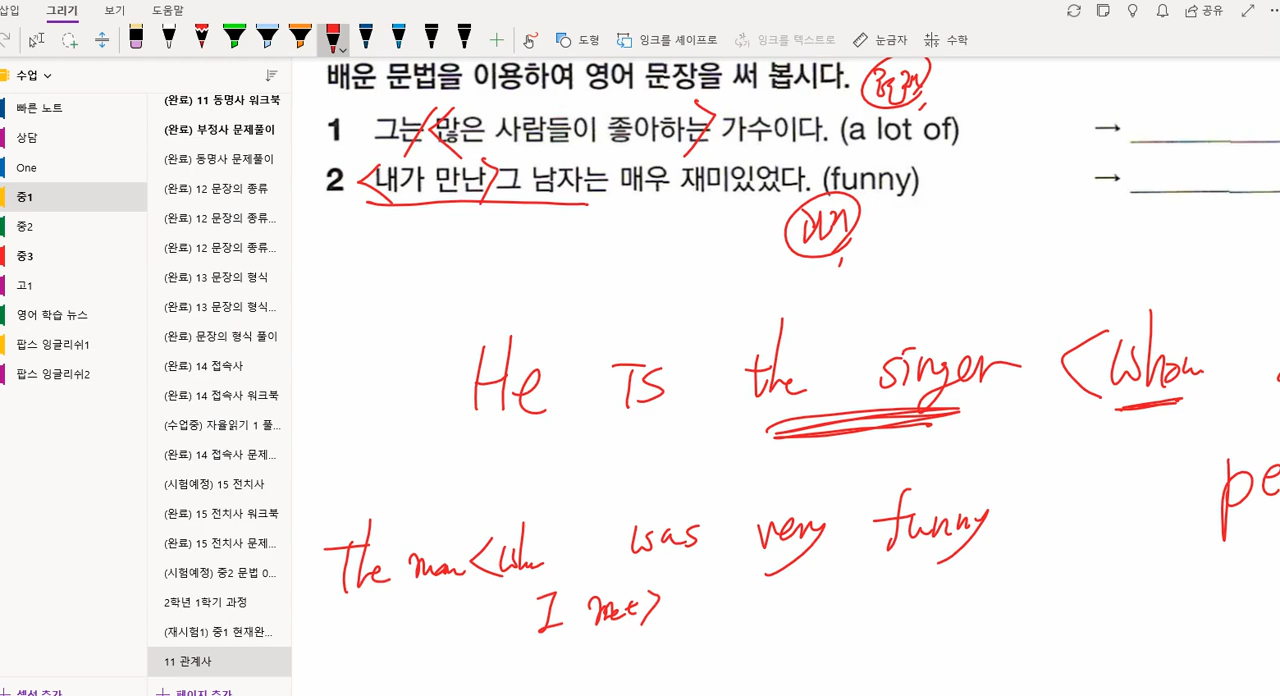 삽입 그리기 보기 도움말
공유
도형 잉크를 셰이프로 잉크를 텍스트로 눈금자 수학
수업
빠른 노트
상담
One
중1
중2
중3
고1
영어 학습 뉴스
팝스 잉글리쉬1
팝스 잉글리쉬2
(완료) 11 동명사 워크북
(완료) 부정사 문제풀이
(완료) 동명사 문제풀이
(완료) 12 문장의 종류
(완료) 12 문장의 종류...
(완료) 12 문장의 종류...
(완료) 13 문장의 형식
(완료) 13 문장의 형식...
(완료) 문장의 형식 풀이
(완료) 14 접속사
(완료) 14 접속사 워크북
(수업중) 자율읽기 1 풀...
(완료) 14 접속사 문제...
(시험예정) 15 전치사
(완료) 15 전치사 워크북
(완료) 15 전치사 문제...
(시험예정) 중2 문법 0...
2학년 1학기 과정
(재시험1) 중1 현재완...
11 관계사
섹션 추가
페이지 추가
배운 문법을 이용하여 영어 문장을 써 봅시다.
1 그는 많은 사람들이 좋아하는 가수이다. (a lot of) →
2 내가 만난 그 남자는 매우 재미있었다. (funny) →
과거
He is the singer <whom
pe
the man < was very funny
I met>